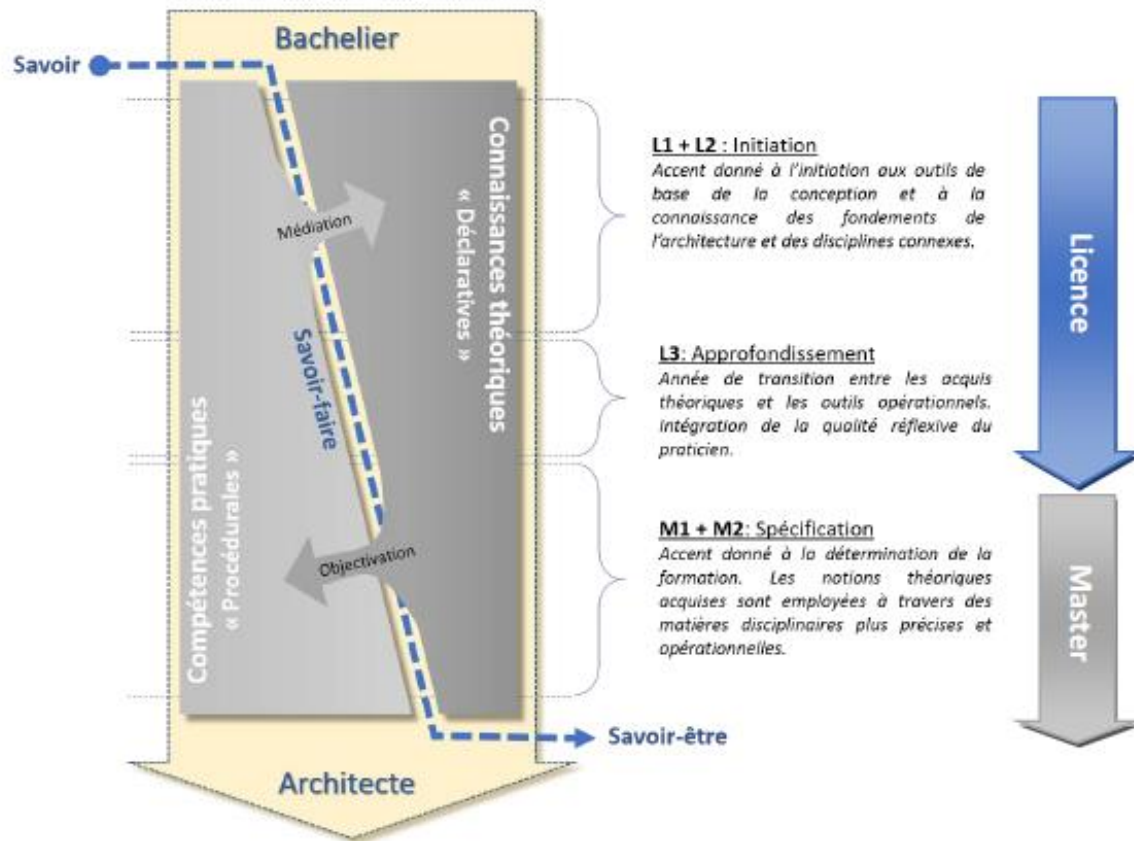 Bachelier
Savoir
Connaissances théoriques
« Déclaratives »
Médiation
Savoir-faire
Compétences pratiques
« Procédurales »
Objectivation
Savoir-être
Architecte
L1 + L2 : Initiation
Accent donné à l'initiation aux outils de
base de la conception et à la
connaissance des fondements de
l'architecture et des disciplines connexes.
L3: Approfondissement
Année de transition entre les acquis
théoriques et les outils opérationnels.
Intégration de la qualité réflexive du
praticien.
M1 + M2: Spécification
Accent donné à la détermination de la
formation. Les notions théoriques
acquises sont employées à travers des
matières disciplinaires plus précises et
opérationnelles.
Licence
Master